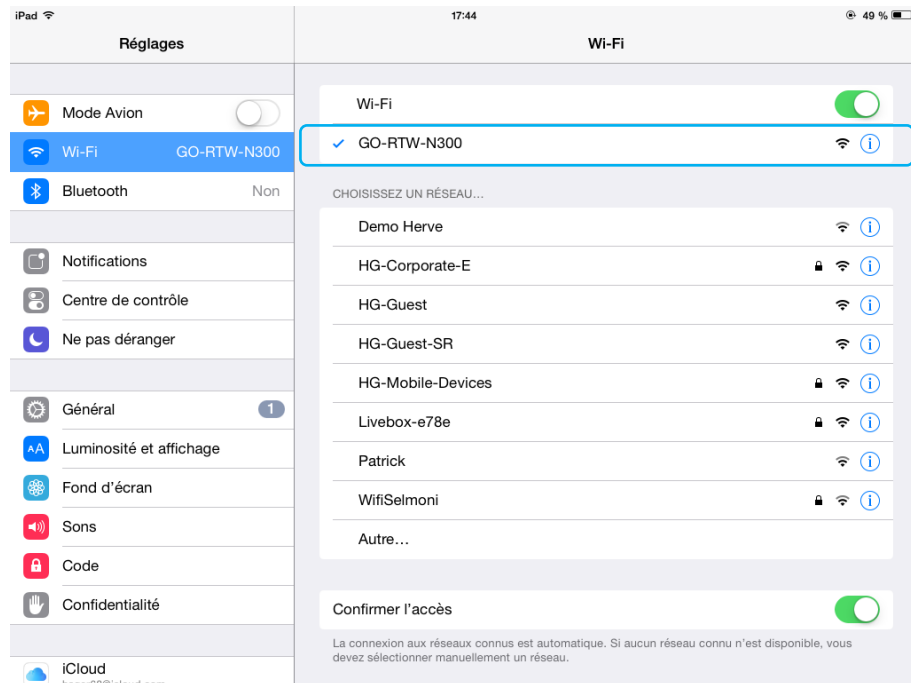 iPad 17:44 49 %
Réglages
Wi-Fi
Mode Avion
Wi-Fi GO-RTW-N300
Bluetooth Non
Notifications
Centre de contrôle
Ne pas déranger
Général 1
AA Luminosité et affichage
Fond d'écran
Sons
Code
Confidentialité
iCloud
Wi-Fi
GO-RTW-N300
CHOISISSEZ UN RÉSEAU...
Demo Herve
HG-Corporate-E
HG-Guest
HG-Guest-SR
HG-Mobile-Devices
Livebox-e78e
Patrick
WifiSelmoni
Autre...
Confirmer l'accès
La connexion aux réseaux connus est automatique. Si aucun réseau connu n'est disponible, vous
devez sélectionner manuellement un réseau.